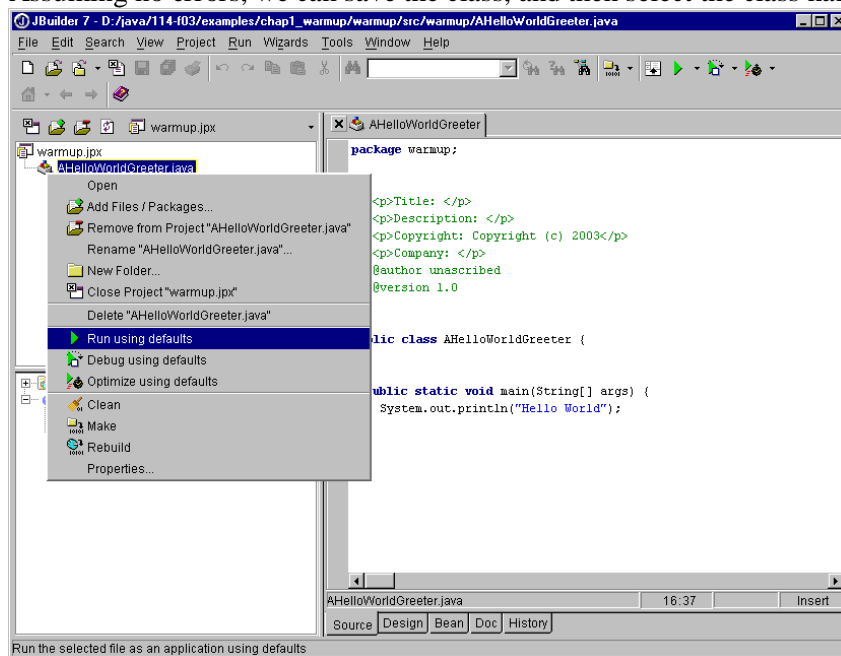 Assuming no errors, we can save the class, and then select the class
JBuilder 7 - D:/java/114-f03/examples/chap1_warmup/warmup/src/warmup/AHelloWorldGreeter.java
File Edit Search View Project Run Wizards Tools Window Help
warmup.jpx
AHelloWorldGreeter
warmup.jpx
AHelloWorldGreeter.java
Open
Add Files / Packages...
Remove from Project "AHelloWorldGreeter.java"
Rename "AHelloWorldGreeter.java"...
New Folder...
Close Project "warmup.jpx"
Delete "AHelloWorldGreeter.java"
Run using defaults
Debug using defaults
Optimize using defaults
Clean
Make
Rebuild
Properties...
package warmup;
<p>Title: </p>
<p>Description: </p>
<p>Copyright: Copyright (c) 2003</p>
<p>Company: </p>
@author unascribed
@version 1.0
lic class AHelloWorldGreeter {
ublic static void main(String[] args) {
System.out.println("Hello World");
AHelloWorldGreeter.java 16:37 Insert
Source Design Bean Doc History
Run the selected file as an application using defaults